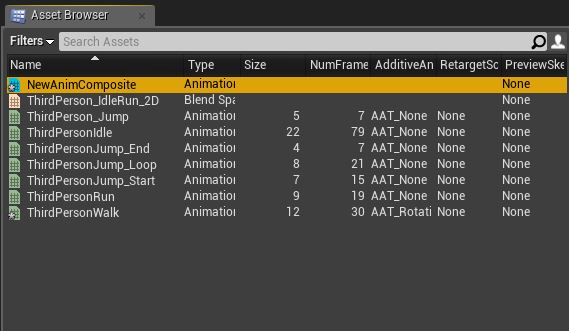 Asset Browser
Filters Search Assets
Name Type Size NumFrame AdditiveAn RetargetSc PreviewSke
NewAnimComposite Animation None
ThirdPerson_IdleRun_2D Blend Spa None
ThirdPerson_Jump Animation 5 7 AAT_None None None
ThirdPersonIdle Animation 22 79 AAT_None None None
ThirdPersonJump_End Animation 4 7 AAT_None None None
ThirdPersonJump_Loop Animation 8 21 AAT_None None None
ThirdPersonJump_Start Animation 7 15 AAT_None None None
ThirdPersonRun Animation 9 19 AAT_None None None
ThirdPersonWalk Animation 12 30 AAT_Rotati None None